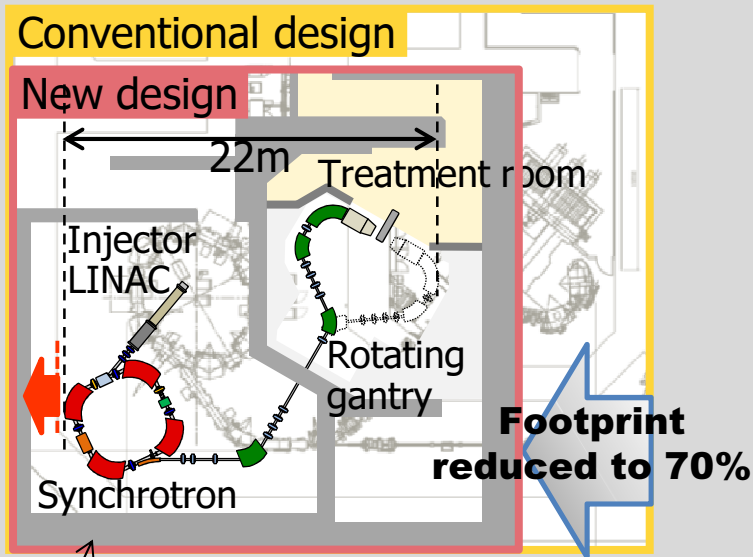 Conventional design
New design
22m
Treatment room
Injector
LINAC
Rotating
gantry
Footprint
reduced to 70%
Synchrotron